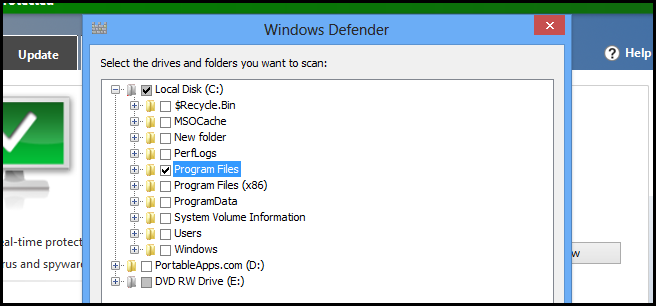 Windows Defender
Update
Help
Select the drives and folders you want to scan:
Local Disk (C:)
$Recycle.Bin
MSOCache
New folder
PerfLogs
Program Files
Program Files (x86)
ProgramData
System Volume Information
Users
Windows
PortableApps.com (D:)
DVD RW Drive (E:)
eal-time protect
rus and spyware
w